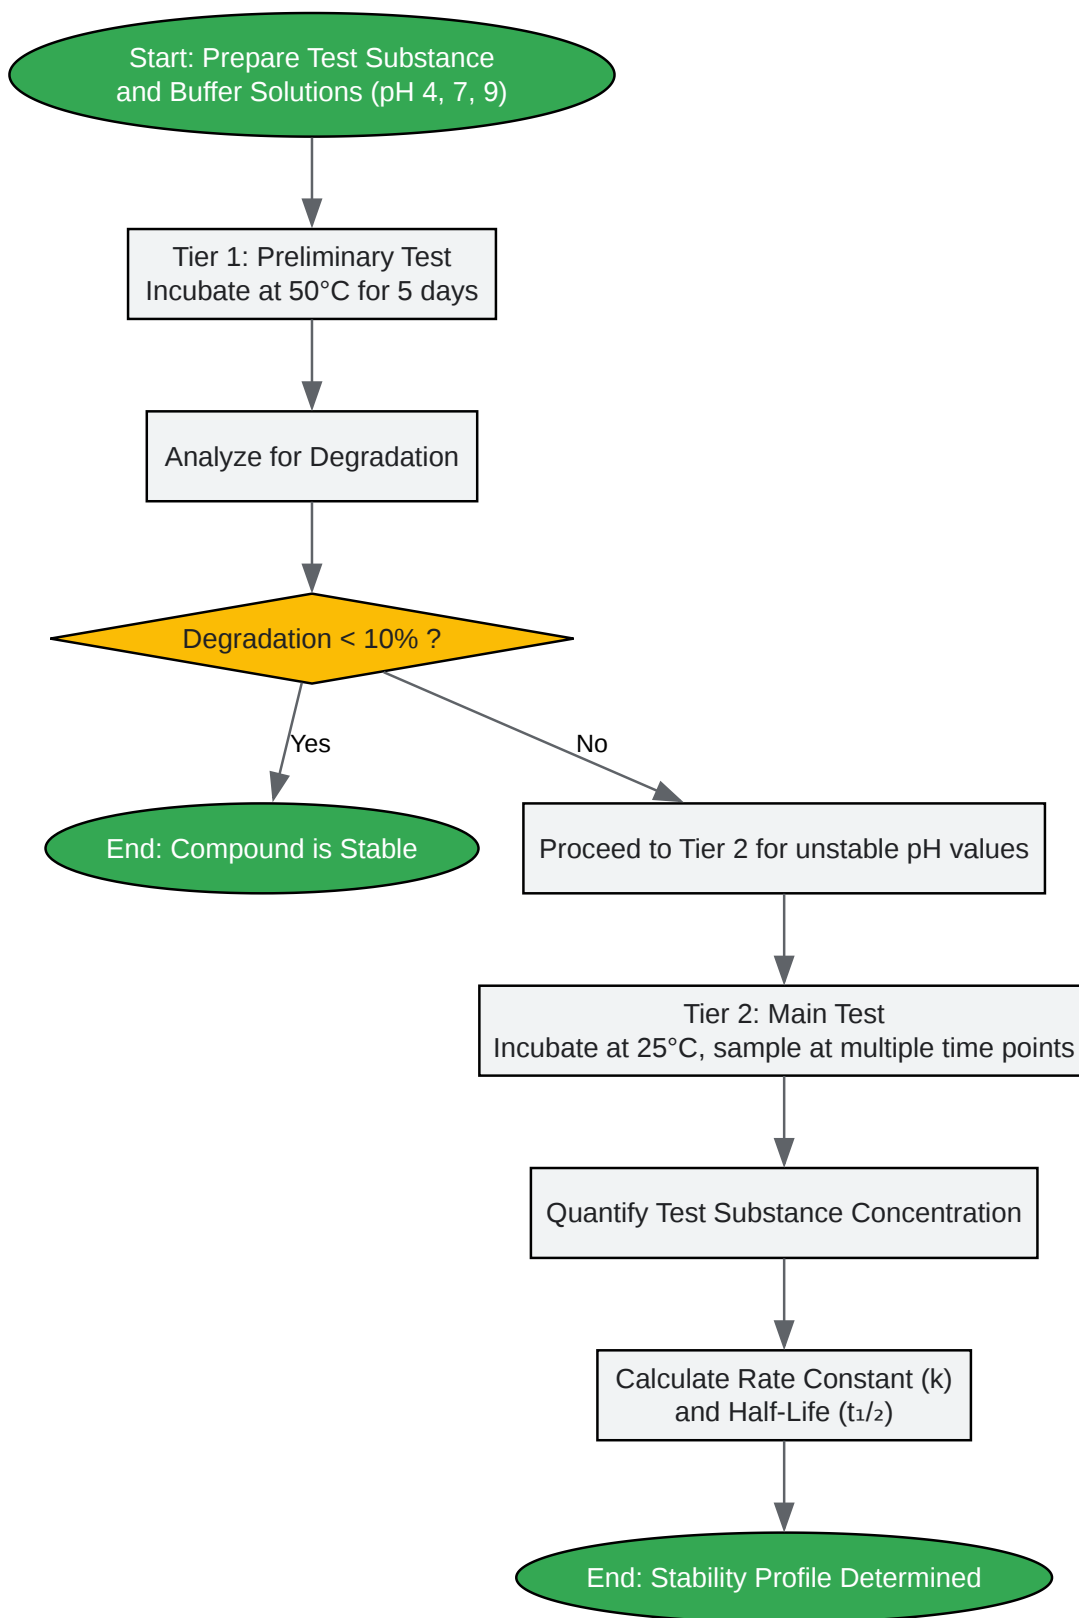 Start: Prepare Test Substance
and Buffer Solutions (pH 4, 7, 9)
Tier 1: Preliminary Test
Incubate at 50°C for 5 days
Analyze for Degradation
Degradation < 10% ?
Yes
No
End: Compound is Stable
Proceed to Tier 2 for unstable pH values
Tier 2: Main Test
Incubate at 25°C, sample at multiple time points
Quantify Test Substance Concentration
Calculate Rate Constant (k)
and Half-Life (t₁/₂)
End: Stability Profile Determined